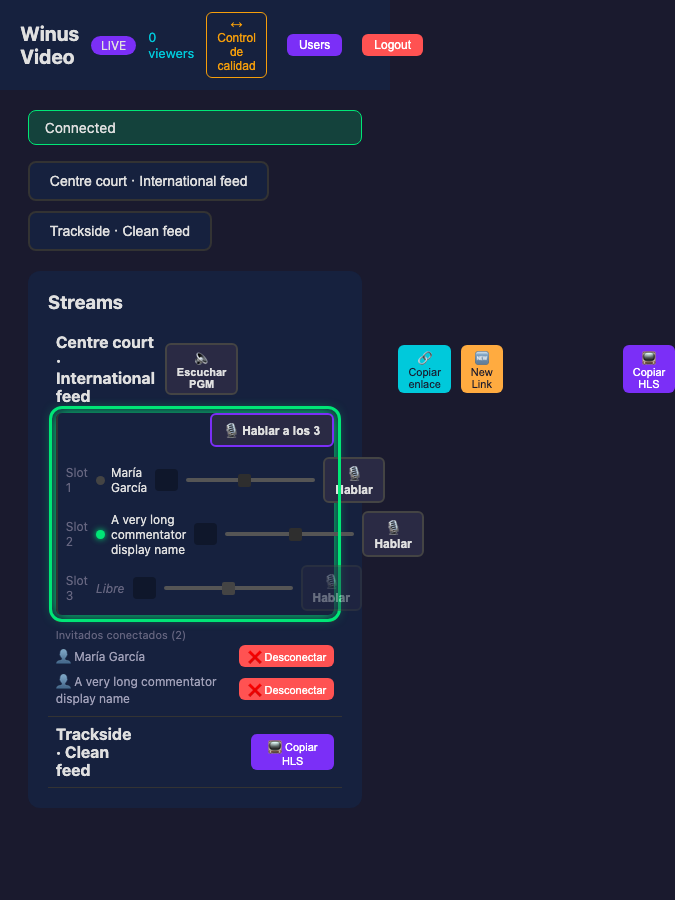 Winus
Video
LIVE
0
viewers
↔
Control
de
calidad
Users
Logout
Connected
Centre court · International feed
Trackside · Clean feed
Streams
Centre court
·
International
feed
Escuchar
PGM
Copiar
enlace
New
Link
Copiar
HLS
Hablar a los 3
Slot
1
María
García
Hablar
Slot
2
A very long
commentator
display name
Hablar
Slot
3
Libre
Hablar
Invitados conectados (2)
María García
Desconectar
A very long commentator
display name
Desconectar
Trackside
· Clean
feed
Copiar
HLS